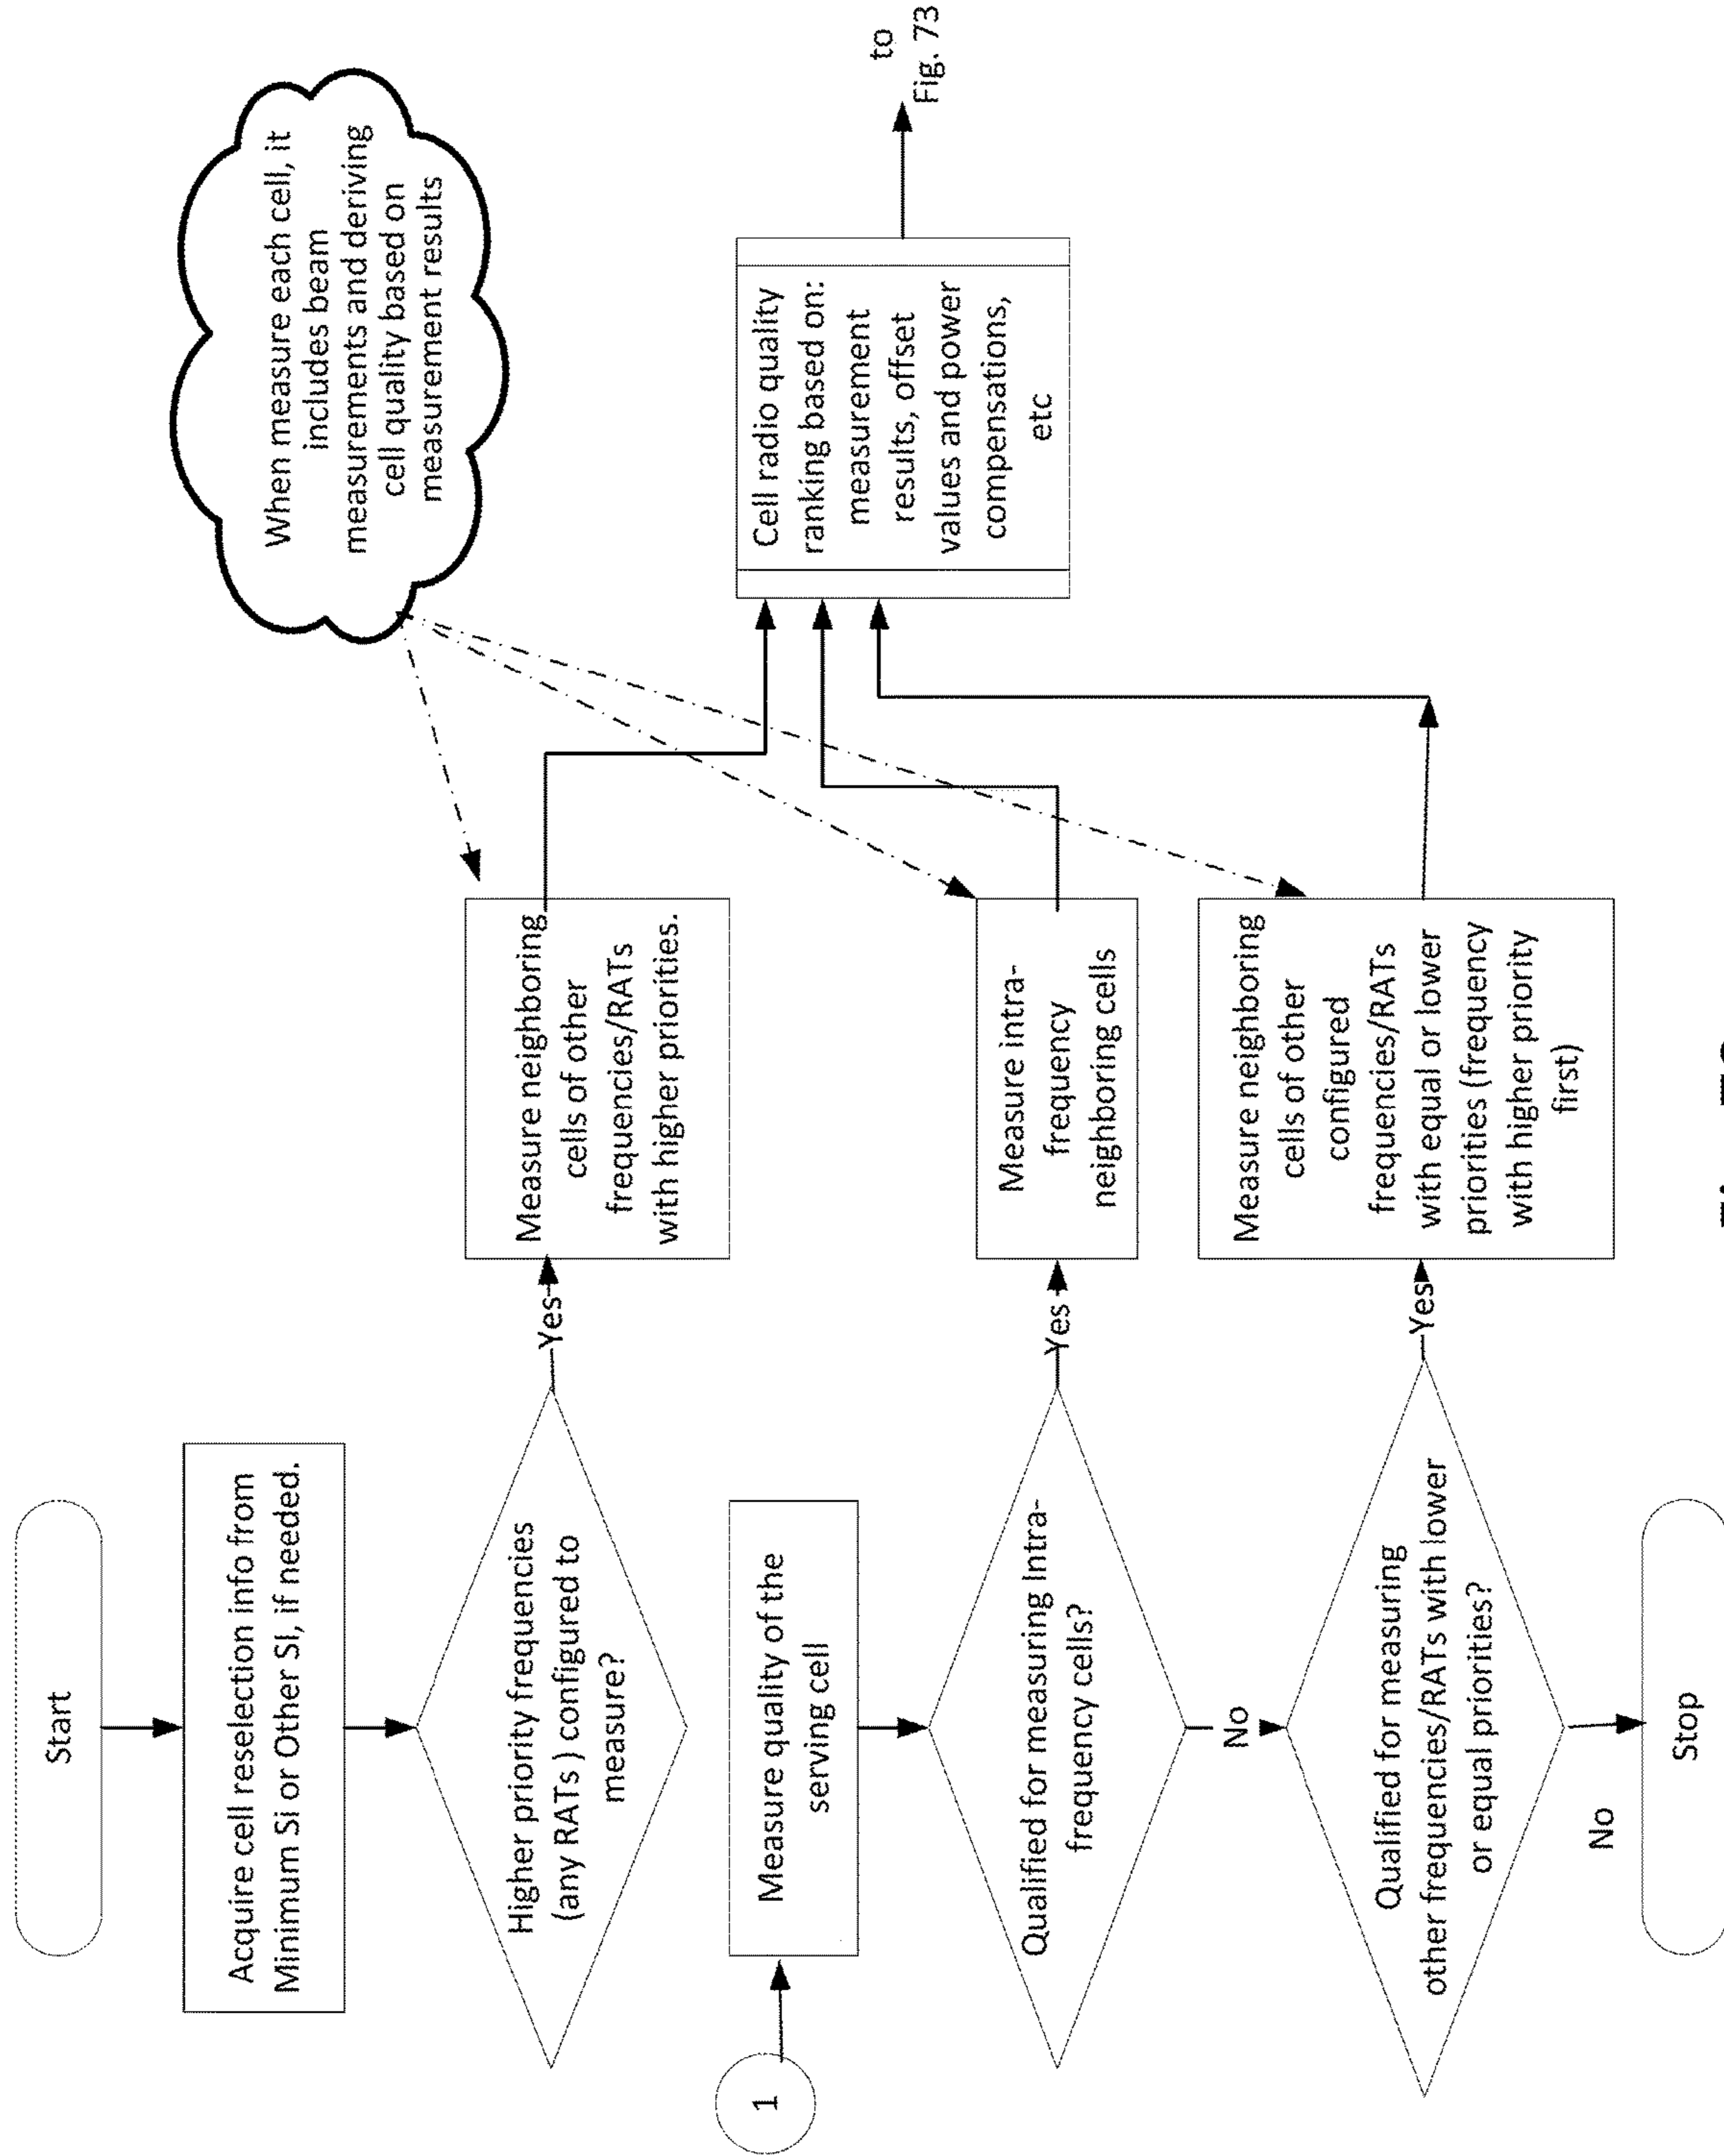 Start
Acquire cell reselection info from
Minimum Si or Other SI, if needed.
Higher priority frequencies
(any RATs ) configured to
measure?
Yes
Measure neighboring
cells of other
frequencies/RATs
with higher priorities.
When measure each cell, it
includes beam
measurements and deriving
cell quality based on
measurement results
1
Measure quality of the
serving cell
Qualified for measuring Intra-
frequency cells?
Yes
Measure intra-
frequency
neighboring cells
Cell radio quality
ranking based on:
measurement
results, offset
values and power
compensations,
etc
to
Fig. 73
No
Qualified for measuring
other frequencies/RATs with lower
or equal priorities?
Yes
Measure neighboring
cells of other
configured
frequencies/RATs
with equal or lower
priorities (frequency
with higher priority
first)
No
Stop